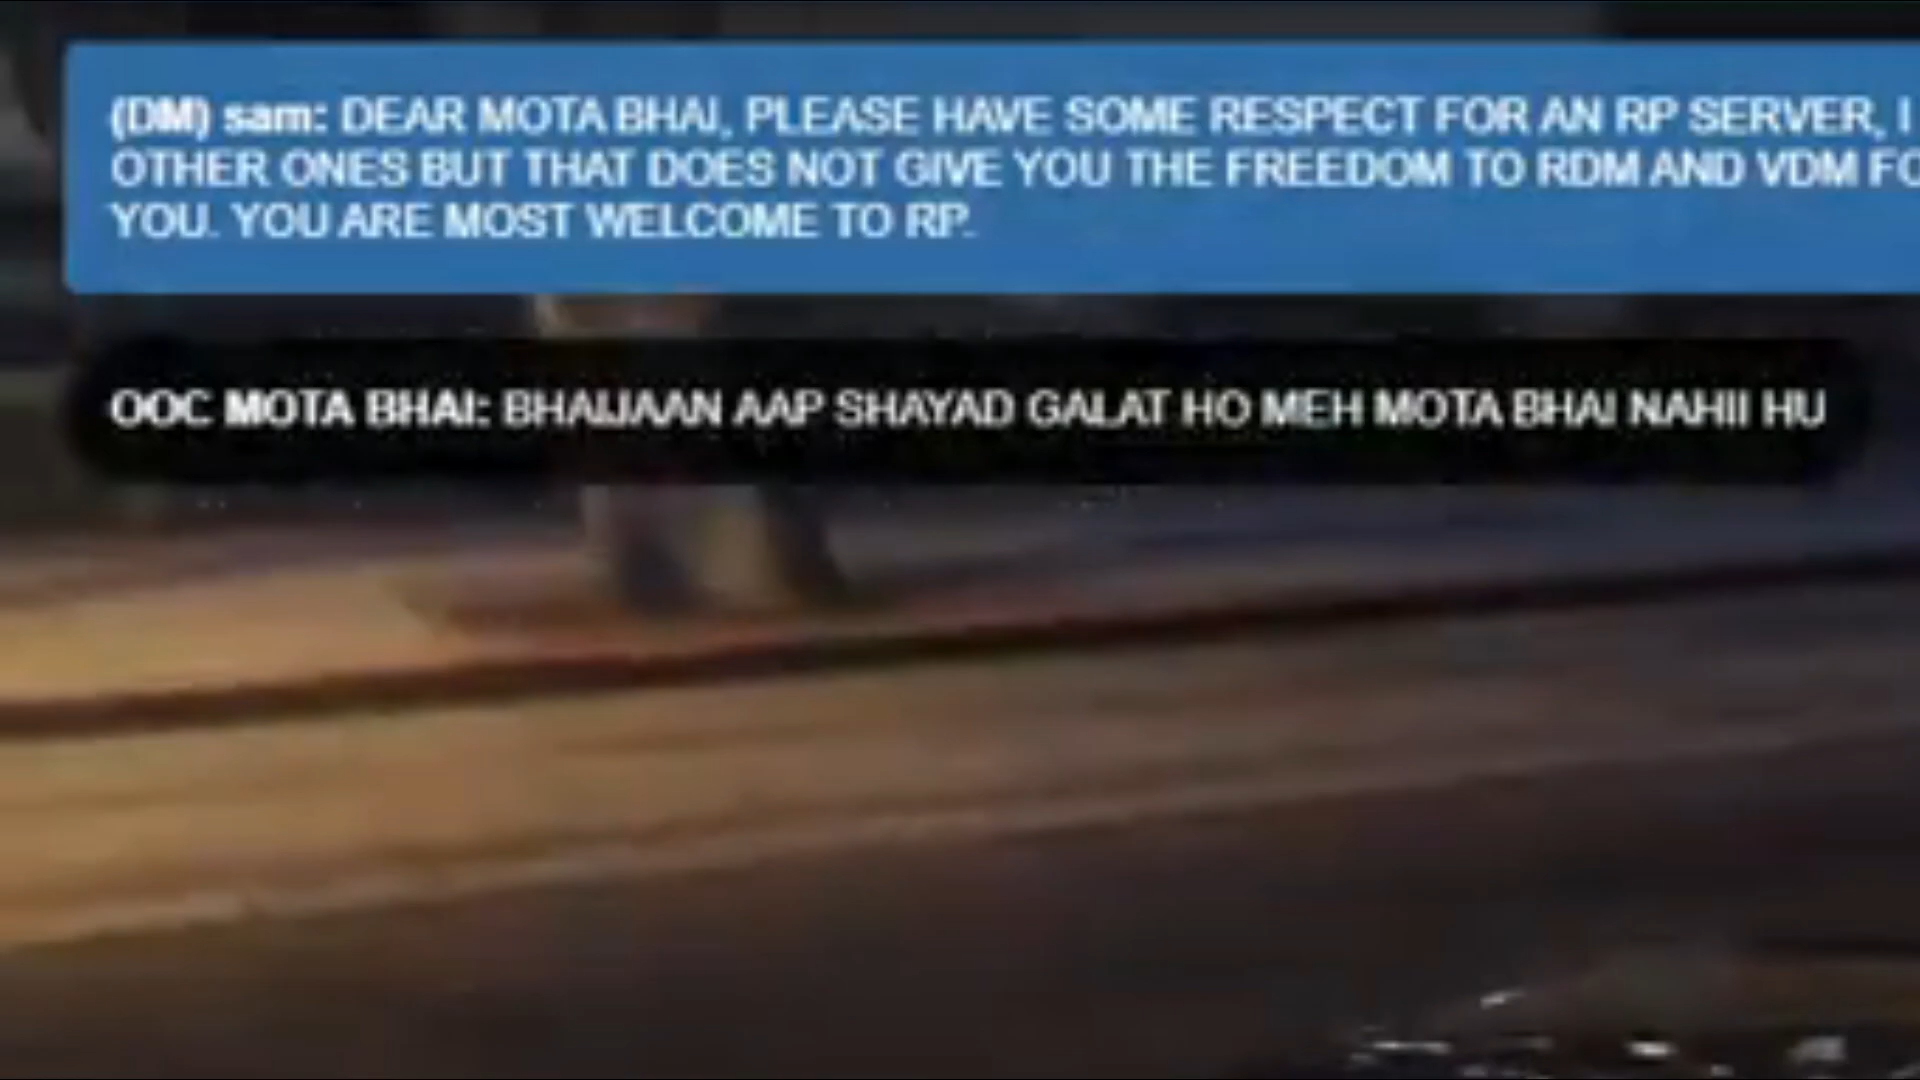 (DM) sam: DEAR MOTA BHAI, PLEASE HAVE SOME RESPECT FOR AN RP SERVER, I
OTHER ONES BUT THAT DOES NOT GIVE YOU THE FREEDOM TO RDM AND VDM
YOU. YOU ARE MOST WELCOME TO RP.
OOC MOTA BHAI: BHAIJAAN AAP SHAYAD GALAT HO MEH MOTA BHAI NAHII HU